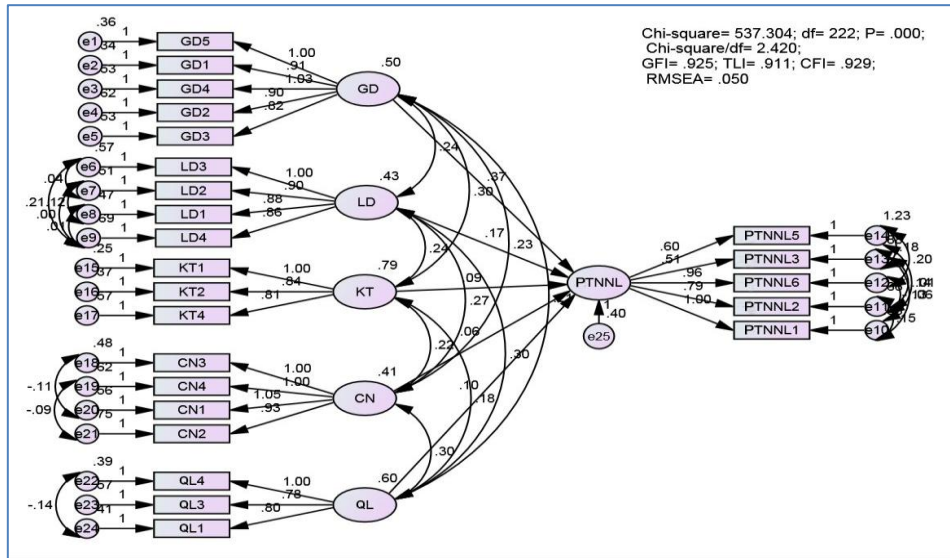 Chi-square= 537.304; df= 222; P= .000;
Chi-square/df= 2.420;
GFI= .925; TLI= .911; CFI= .929;
RMSEA= .050
.36
e1 1 GD5
.34
e2 1 GD1
.53
e3 1 GD4
.62
e4 1 GD2
.53
e5 1 GD3
1.00
.91
1.03
.90
.82
.50
GD
.57
e6 1 LD3
.51
e7 1 LD2
.47
e8 1 LD1
.69
e9 1 LD4
.04
.21
.12
.00
.01
1.00
.90
.88
.86
.43
LD
.25
e15 1 KT1
.37
e16 1 KT2
.57
e17 1 KT4
1.00
.84
.81
.79
KT
.48
e18 1 CN3
.62
e19 1 CN4
.56
e20 1 CN1
.75
e21 1 CN2
-.11
-.09
1.00
1.00
1.05
.93
.41
CN
.39
e22 1 QL4
.57
e23 1 QL3
.41
e24 1 QL1
-.14
1.00
.78
.80
.60
QL
.24
.30
.37
.17
.23
.24
.09
.27
.06
.22
.30
.10
.18
.30
PTNNL
1
.40
e25
.60
.51
.96
.79
1.00
PTNNL5 1 e14
PTNNL3 1 e13
PTNNL6 1 e12
PTNNL2 1 e11
PTNNL1 1 e10
1.23
.18
.20
.15